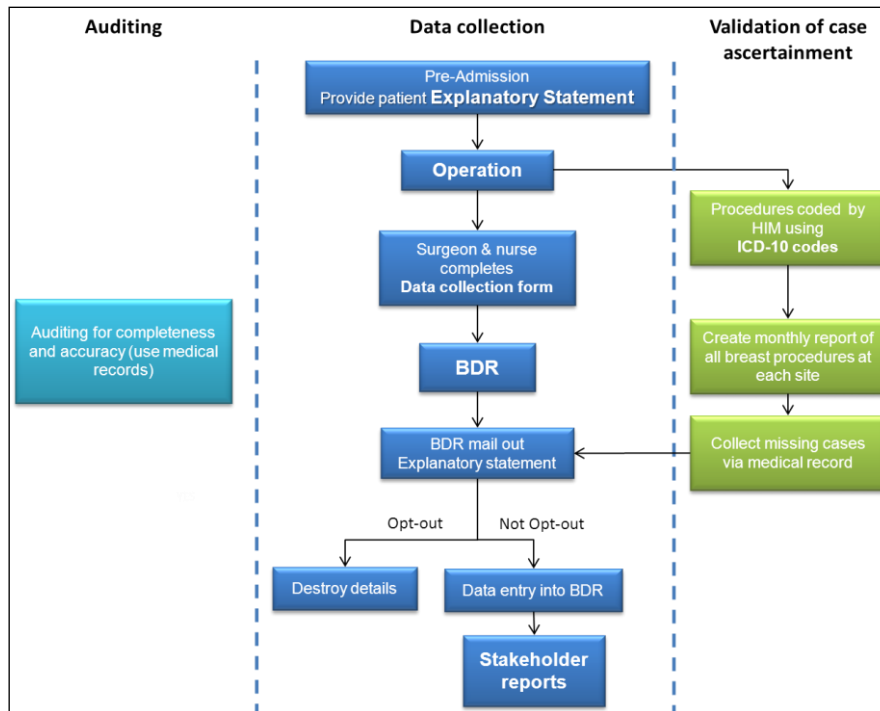 Auditing
Data collection
Validation of case
ascertainment
Pre-Admission
Provide patient Explanatory Statement
Operation
Procedures coded by
HIM using
ICD-10 codes
Surgeon & nurse
completes
Data collection form
Auditing for completeness
and accuracy (use medical
records)
BDR
Create monthly report of
all breast procedures at
each site
BDR mail out
Explanatory statement
Collect missing cases
via medical record
Opt-out
Not Opt-out
Destroy details
Data entry into BDR
Stakeholder
reports